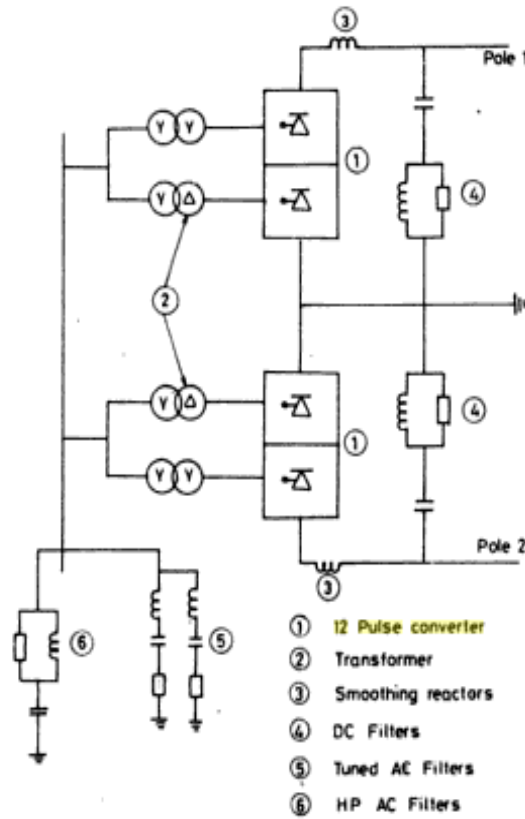 ③
Pole 1
Y Y
①
Y Δ
④
②
Y Δ
④
①
Y Y
Pole 2
③
⑥
⑤
① 12 Pulse converter
② Transformer
③ Smoothing reactors
④ DC Filters
⑤ Tuned AC Filters
⑥ HP AC Filters